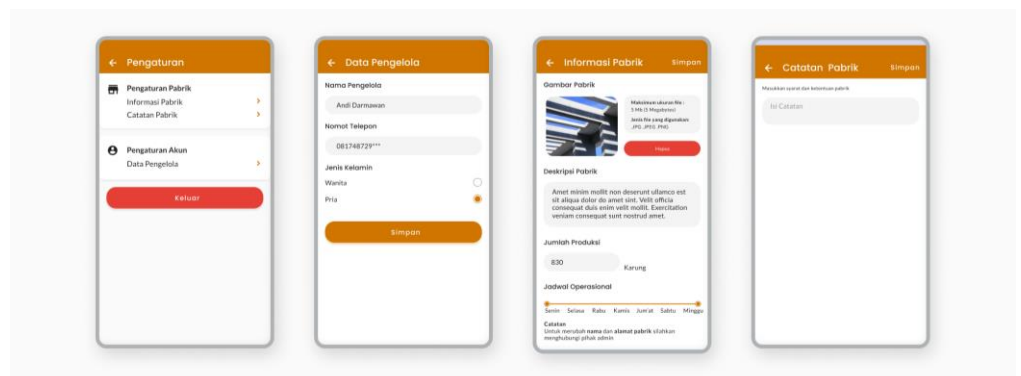 Pengaturan
Pengaturan Pabrik
Informasi Pabrik
Catatan Pabrik
Pengaturan Akun
Data Pengelola
Keluar
Data Pengelola
Nama Pengelola
Andi Darmawan
Nomot Telepon
081748729***
Jenis Kelamin
Wanita
Pria
Simpan
Informasi Pabrik Simpan
Gambar Pabrik
Maksimum ukuran file :
5 Mb (5 Megabytes)
Jenis file yang digunakan
.JPG .JPEG .PNG
Hapus
Deskripsi Pabrik
Amet minim mollit non deserunt ullamco est
sit aliqua dolor do amet sint. Velit officia
consequat duis enim velit mollit. Exercitation
veniam consequat sunt nostrud amet.
Jumlah Produksi
830 Karung
Jadwal Operasional
Senin Selasa Rabu Kamis Jum'at Sabtu Minggu
Catatan
Untuk merubah nama dan alamat pabrik silahkan
menghubungi pihak admin
Catatan Pabrik Simpan
Masukkan syarat dan ketentuan pabrik
Isi Catatan